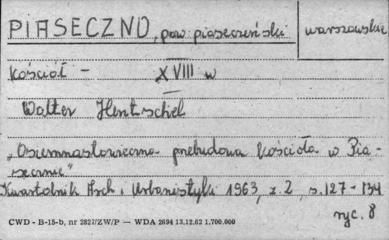 PIASECZNO, pow. piaseczeński
warszawskie
Kościół - XVIII w
Walter Hentschel
"Osiemnastowieczna przebudowa kościoła w Pia-
secznie"
Kwartalnik Arch. i Urbanistyki 1963, z. 2, s. 127-134
ryc. 8
CWD - B-15-b, nr 2827/ZW/P — WDA 2694 13.12.62 1.700.000